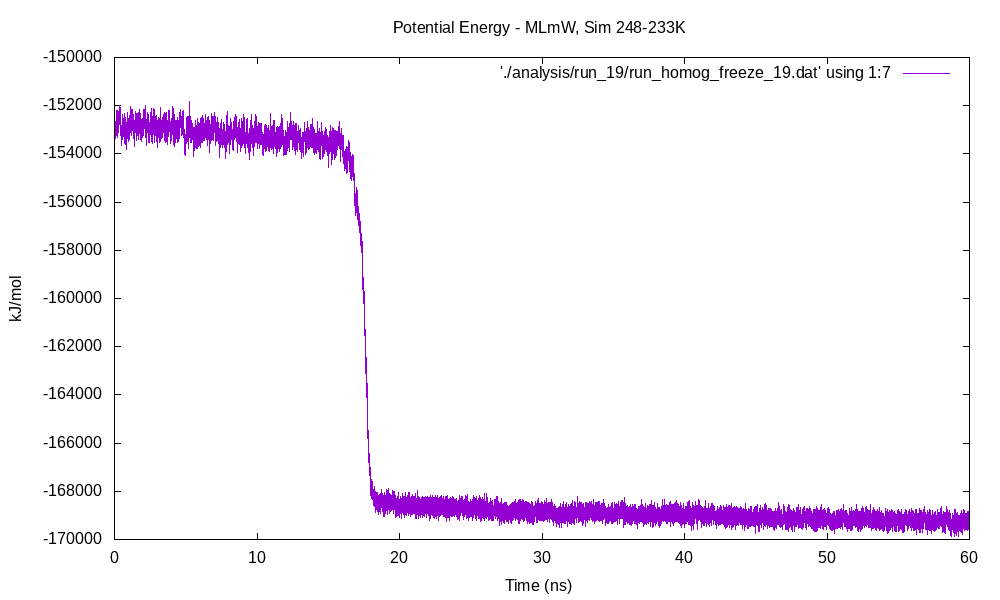 Potential Energy - MLmW, Sim 248-233K
'./analysis/run_19/run_homog_freeze_19.dat' using 1:7
-150000
-152000
-154000
-156000
-158000
-160000
-162000
-164000
-166000
-168000
-170000
kJ/mol
0 10 20 30 40 50 60
Time (ns)